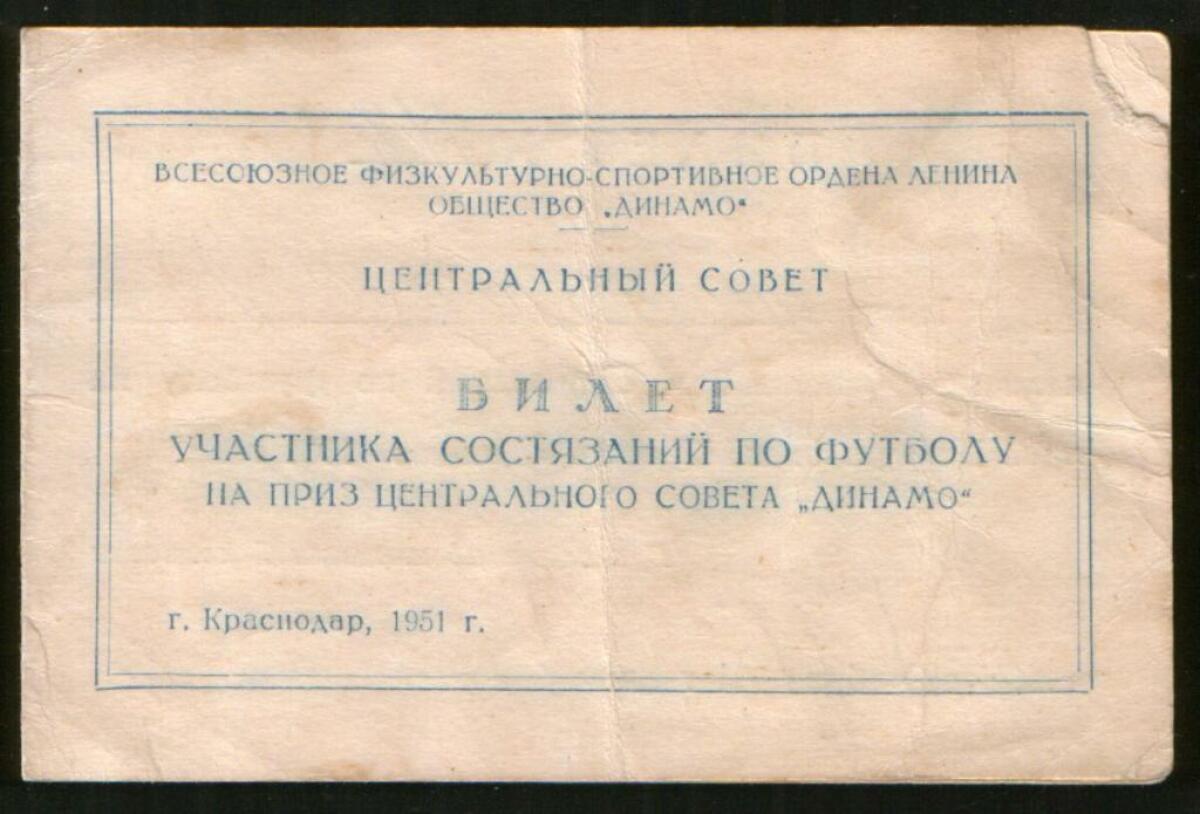 ВСЕСОЮЗНОЕ ФИЗКУЛЬТУРНО-СПОРТИВНОЕ ОРДЕНА ЛЕНИНА
ОБЩЕСТВО „ДИНАМО“
ЦЕНТРАЛЬНЫЙ СОВЕТ
БИЛЕТ
УЧАСТНИКА СОСТЯЗАНИЙ ПО ФУТБОЛУ
НА ПРИЗ ЦЕНТРАЛЬНОГО СОВЕТА „ДИНАМО“
г. Краснодар, 1951 г.